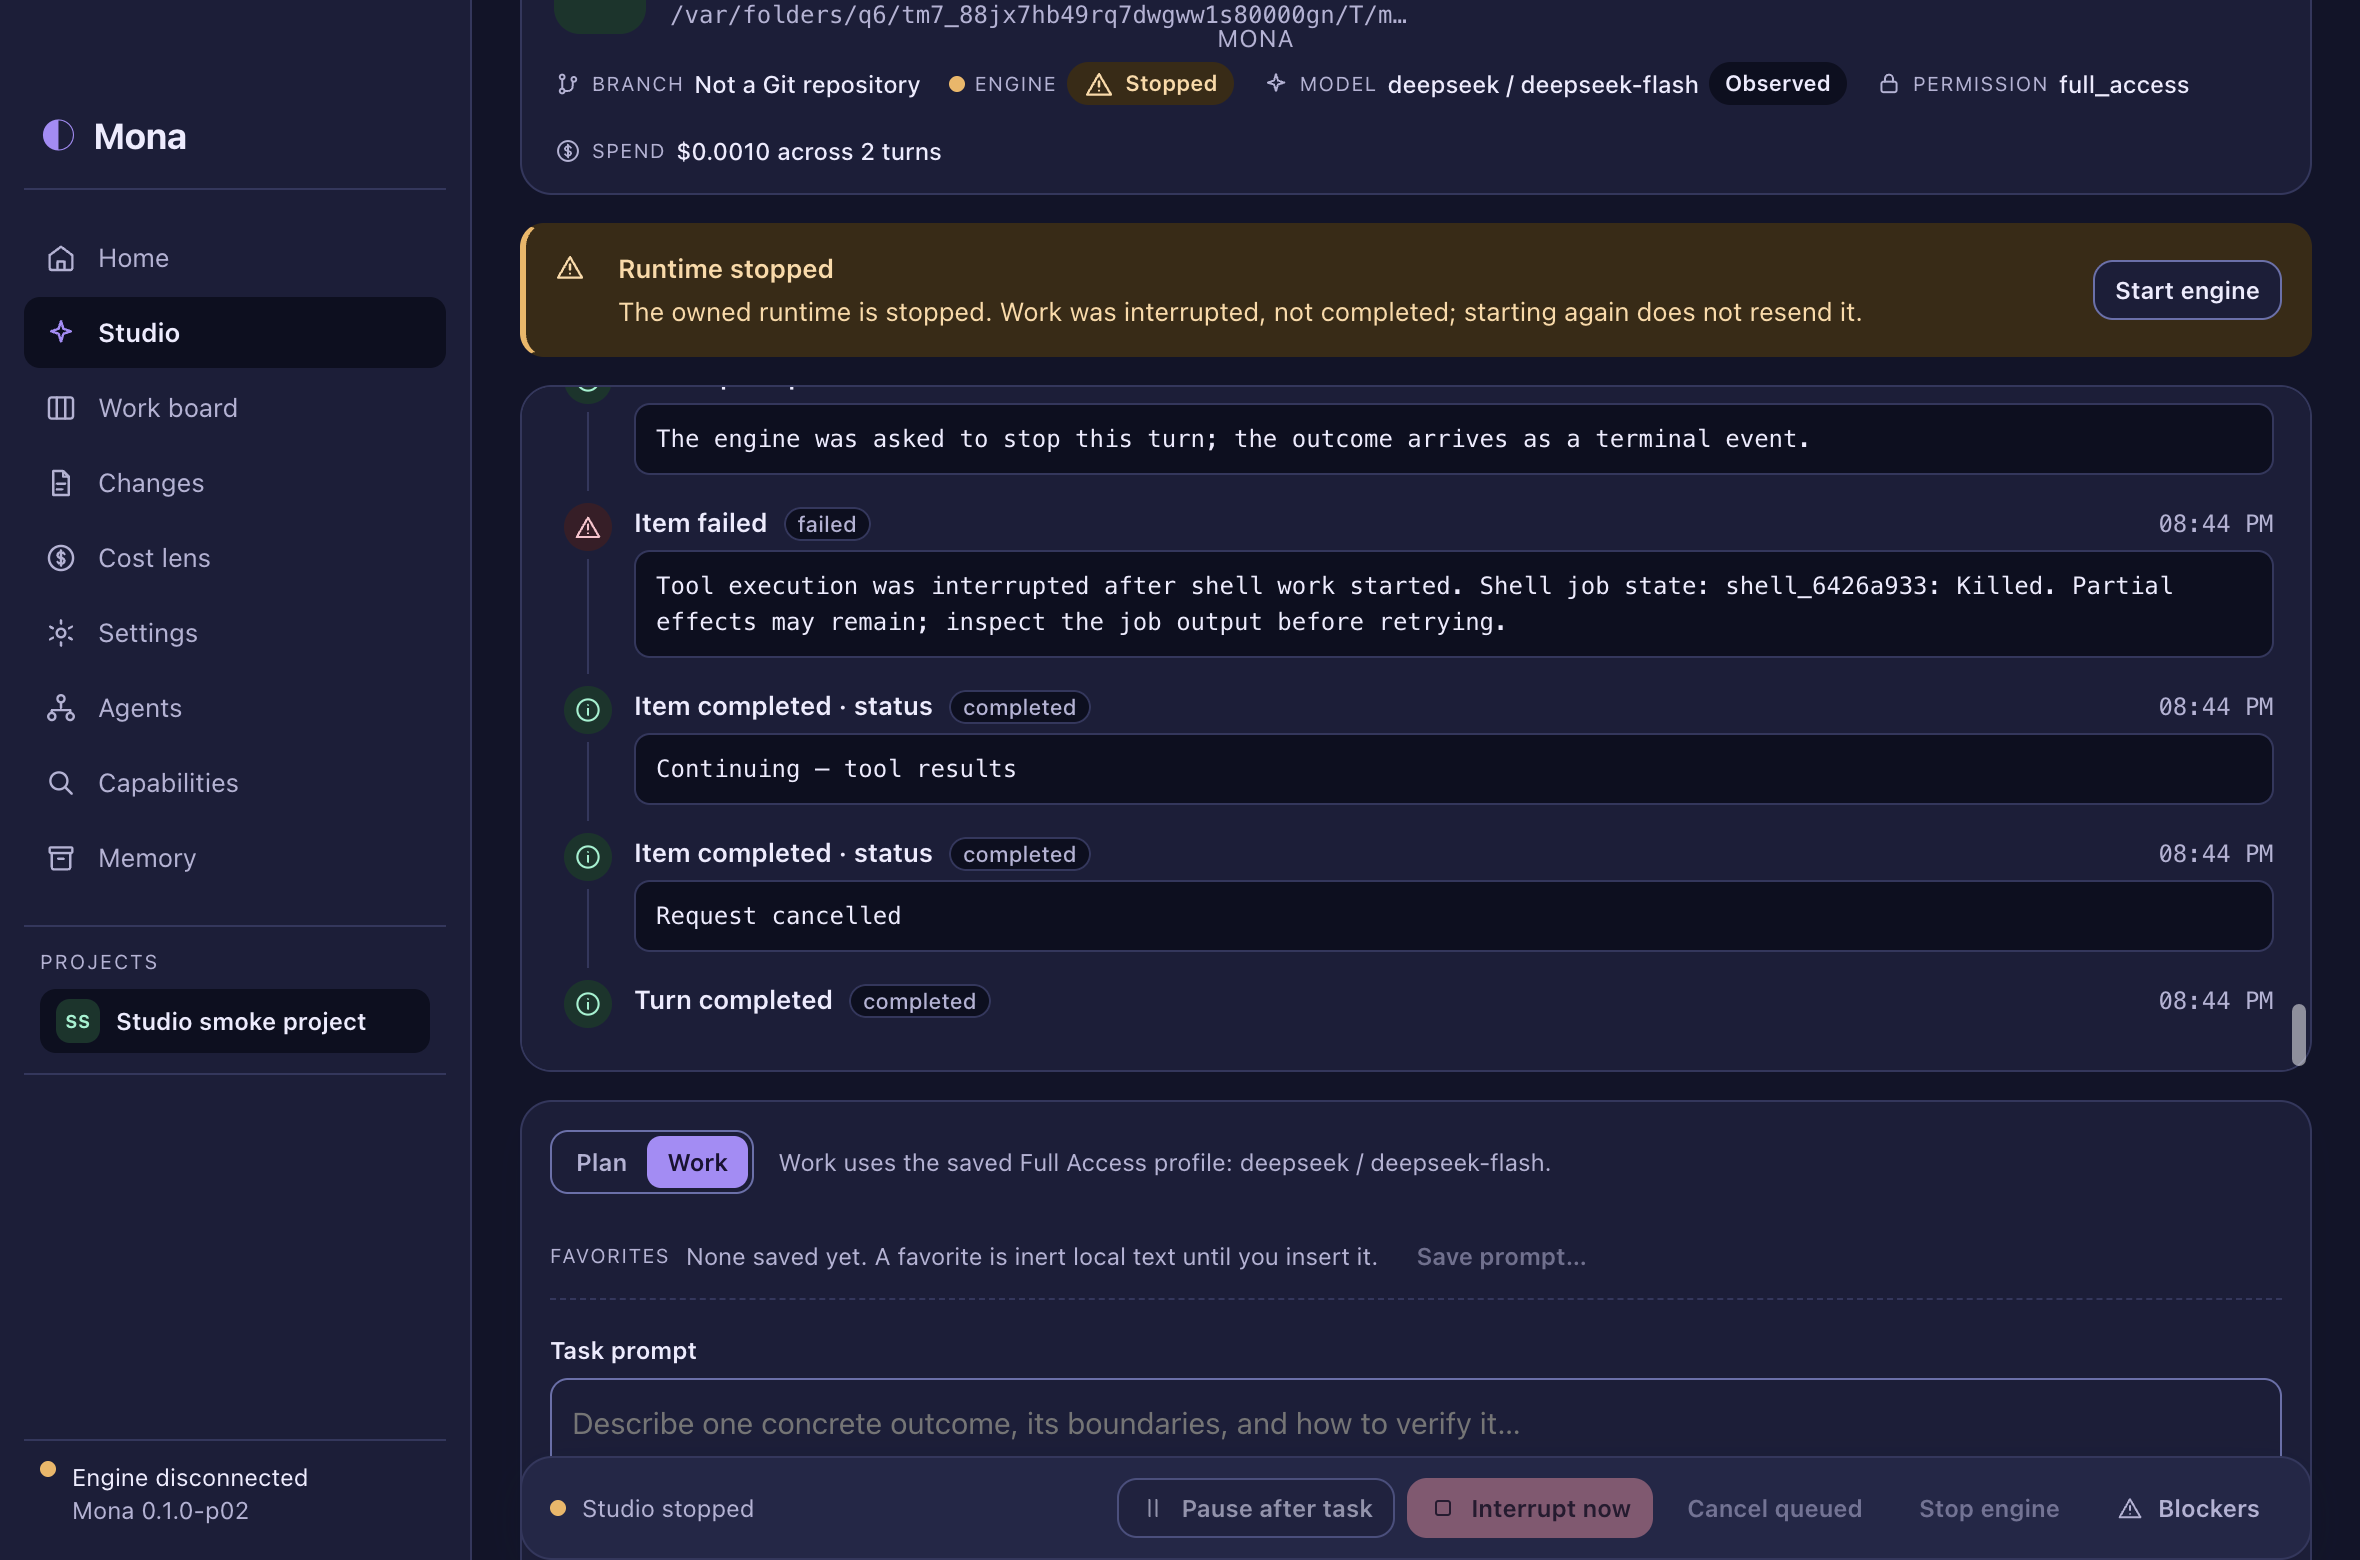 Mona
Home
Studio
Work board
Changes
Cost lens
Settings
Agents
Capabilities
Memory
PROJECTS
SS Studio smoke project
Engine disconnected
Mona 0.1.0-p02
/var/folders/q6/tm7_88jx7hb49rq7dwgww1s80000gn/T/m…
MONA
BRANCH Not a Git repository ENGINE Stopped MODEL deepseek / deepseek-flash Observed PERMISSION full_access
SPEND $0.0010 across 2 turns
Runtime stopped
The owned runtime is stopped. Work was interrupted, not completed; starting again does not resend it.
Start engine
The engine was asked to stop this turn; the outcome arrives as a terminal event.
Item failed failed 08:44 PM
Tool execution was interrupted after shell work started. Shell job state: shell_6426a933: Killed. Partial
effects may remain; inspect the job output before retrying.
Item completed · status completed 08:44 PM
Continuing — tool results
Item completed · status completed 08:44 PM
Request cancelled
Turn completed completed 08:44 PM
Plan Work Work uses the saved Full Access profile: deepseek / deepseek-flash.
FAVORITES None saved yet. A favorite is inert local text until you insert it. Save prompt…
Task prompt
Describe one concrete outcome, its boundaries, and how to verify it…
Studio stopped Pause after task Interrupt now Cancel queued Stop engine Blockers